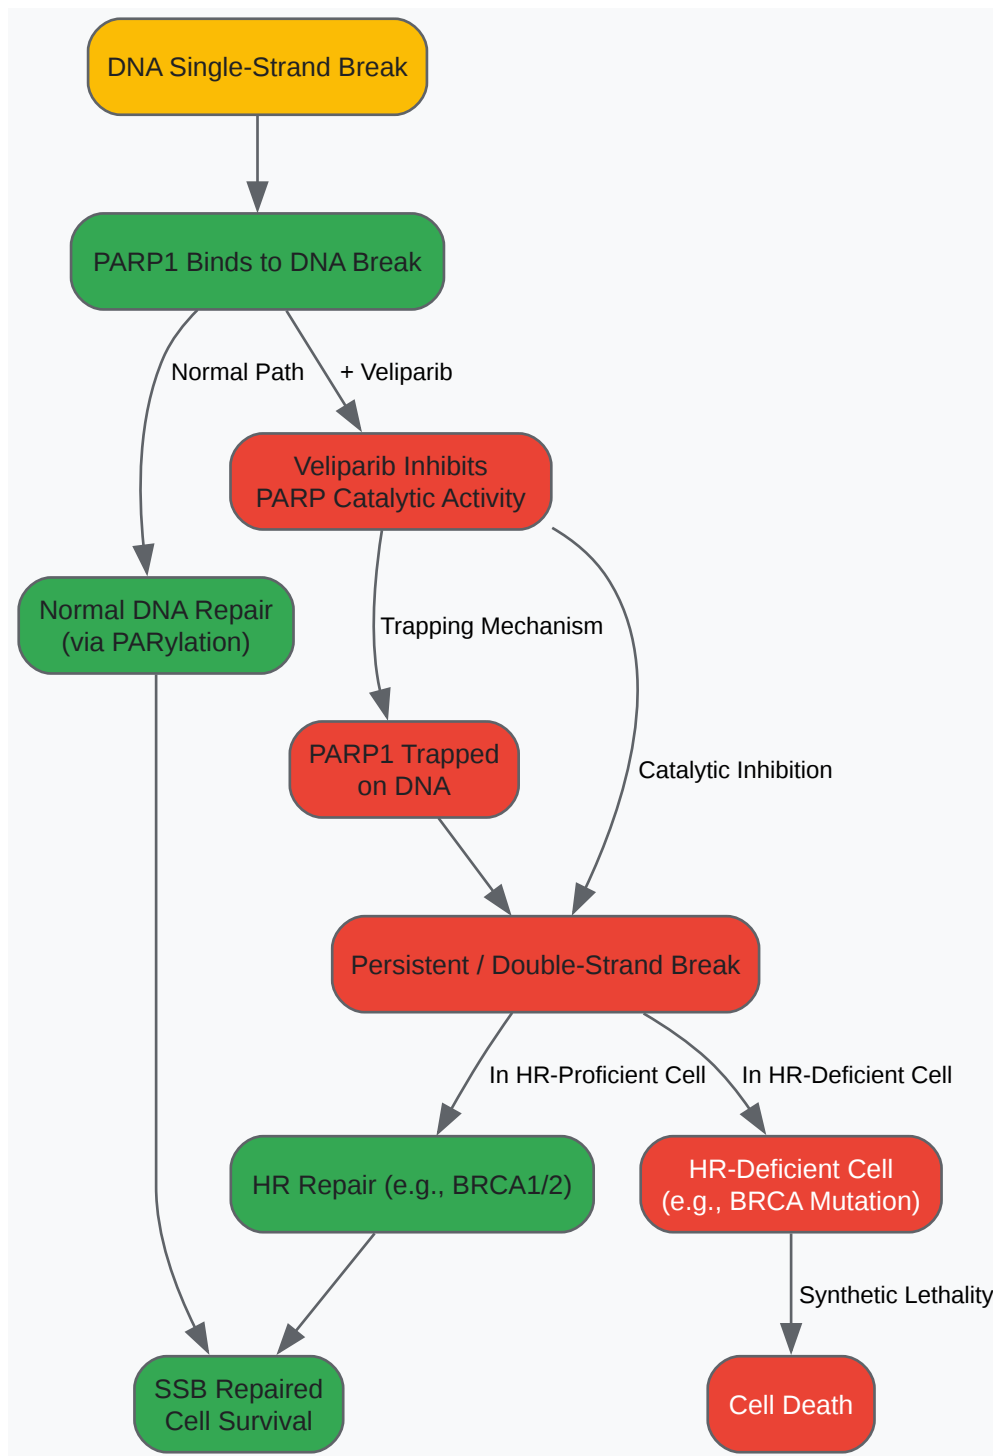 DNA Single-Strand Break
PARP1 Binds to DNA Break
Normal Path
+ Veliparib
Veliparib Inhibits
PARP Catalytic Activity
Normal DNA Repair
(via PARylation)
Trapping Mechanism
PARP1 Trapped
on DNA
Catalytic Inhibition
Persistent / Double-Strand Break
In HR-Proficient Cell
In HR-Deficient Cell
HR Repair (e.g., BRCA1/2)
HR-Deficient Cell
(e.g., BRCA Mutation)
Synthetic Lethality
SSB Repaired
Cell Survival
Cell Death